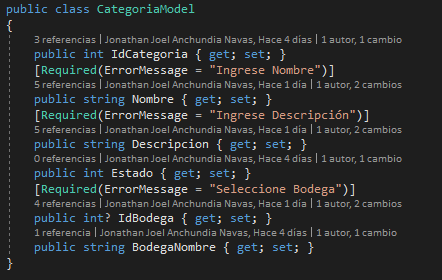 public class CategoriaModel
{
3 referencias | Jonathan Joel Anchundia Navas, Hace 4 días | 1 autor, 1 cambio
public int IdCategoria { get; set; }
[Required(ErrorMessage = "Ingrese Nombre")]
5 referencias | Jonathan Joel Anchundia Navas, Hace 1 día | 1 autor, 2 cambios
public string Nombre { get; set; }
[Required(ErrorMessage = "Ingrese Descripción")]
5 referencias | Jonathan Joel Anchundia Navas, Hace 1 día | 1 autor, 2 cambios
public string Descripcion { get; set; }
0 referencias | Jonathan Joel Anchundia Navas, Hace 4 días | 1 autor, 1 cambio
public int Estado { get; set; }
[Required(ErrorMessage = "Seleccione Bodega")]
4 referencias | Jonathan Joel Anchundia Navas, Hace 1 día | 1 autor, 2 cambios
public int? IdBodega { get; set; }
1 referencia | Jonathan Joel Anchundia Navas, Hace 4 días | 1 autor, 1 cambio
public string BodegaNombre { get; set; }
}